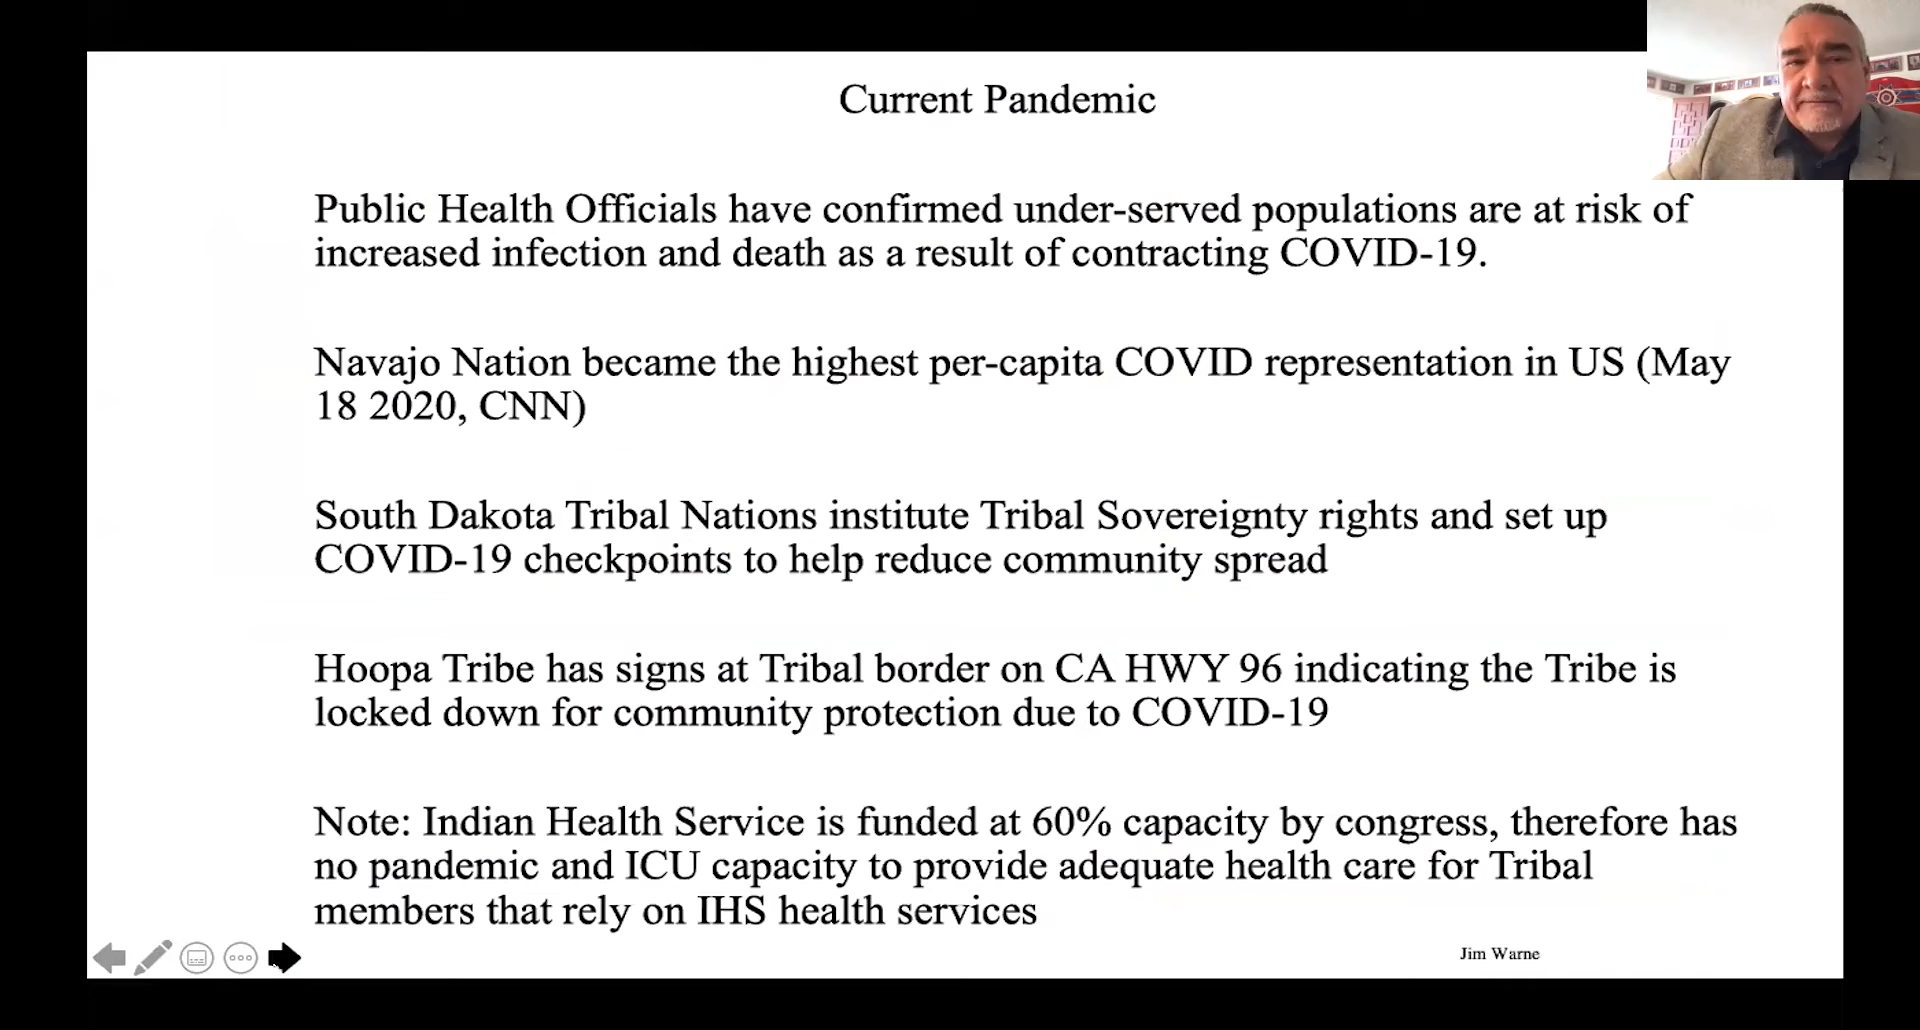 Current Pandemic
Public Health Officials have confirmed under-served populations are at risk of
increased infection and death as a result of contracting COVID-19.
Navajo Nation became the highest per-capita COVID representation in US (May
18 2020, CNN)
South Dakota Tribal Nations institute Tribal Sovereignty rights and set up
COVID-19 checkpoints to help reduce community spread
Hoopa Tribe has signs at Tribal border on CA HWY 96 indicating the Tribe is
locked down for community protection due to COVID-19
Note: Indian Health Service is funded at 60% capacity by congress, therefore has
no pandemic and ICU capacity to provide adequate health care for Tribal
members that rely on IHS health services
Jim Warne